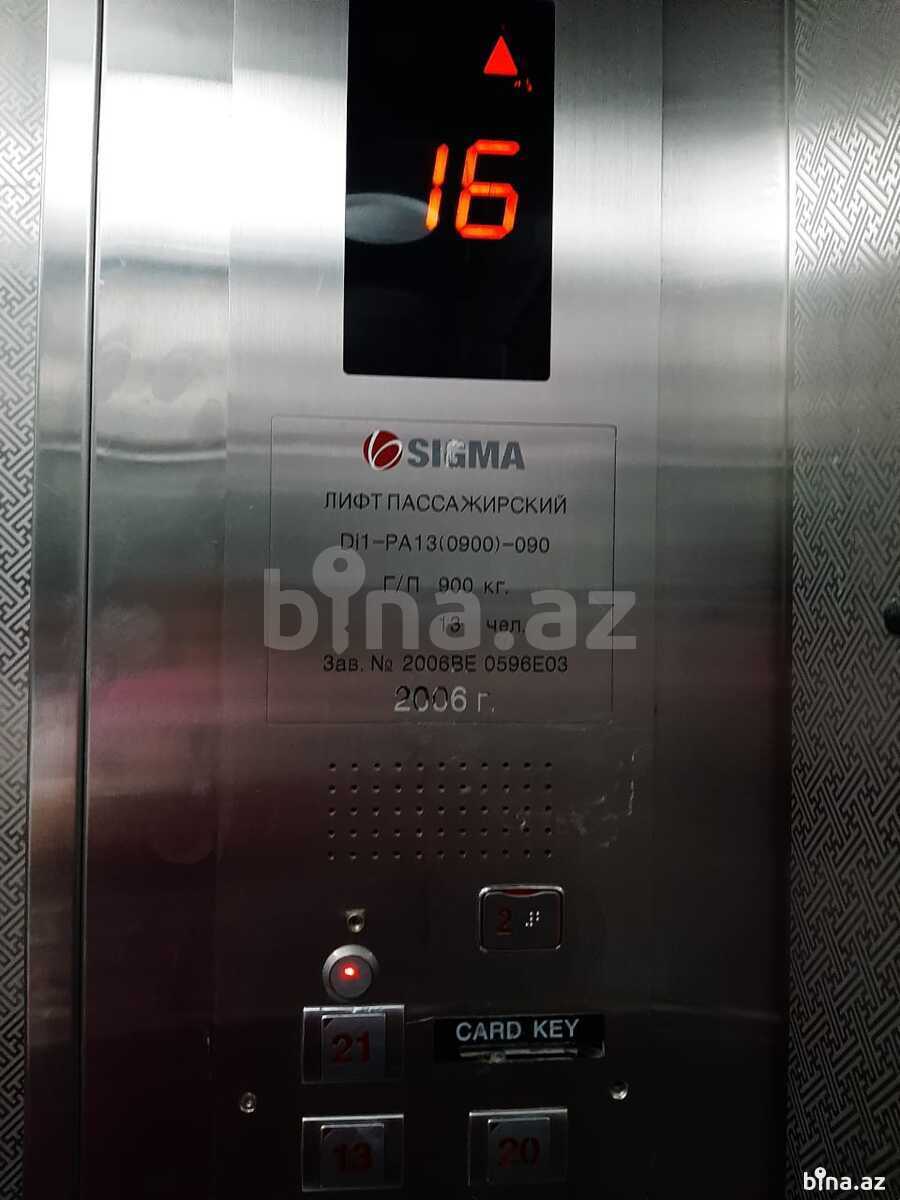 16
SIGMA
ЛИФТ ПАССАЖИРСКИЙ
Di1-PA13(0900)-090
Г/П 900 кг.
13 чел.
Зав. № 2006BE 0596E03
2006 г.
bina.az
2
21
CARD KEY
13
20
bina.az